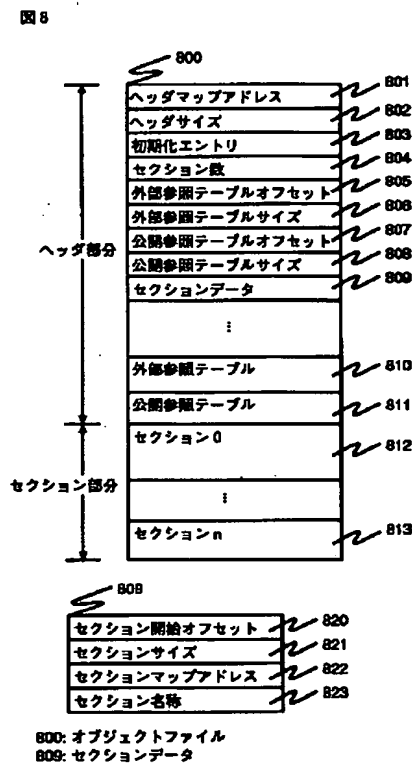 図8
800
ヘッダマップアドレス 801
ヘッダサイズ 802
初期化エントリ 803
セクション数 804
外部参照テーブルオフセット 805
外部参照テーブルサイズ 806
公開参照テーブルオフセット 807
公開参照テーブルサイズ 808
セクションデータ 809
ヘッダ部分
⋮
外部参照テーブル 810
公開参照テーブル 811
セクション0 812
セクション部分
⋮
セクションn 813
809
セクション開始オフセット 820
セクションサイズ 821
セクションマップアドレス 822
セクション名称 823
800: オブジェクトファイル
809: セクションデータ